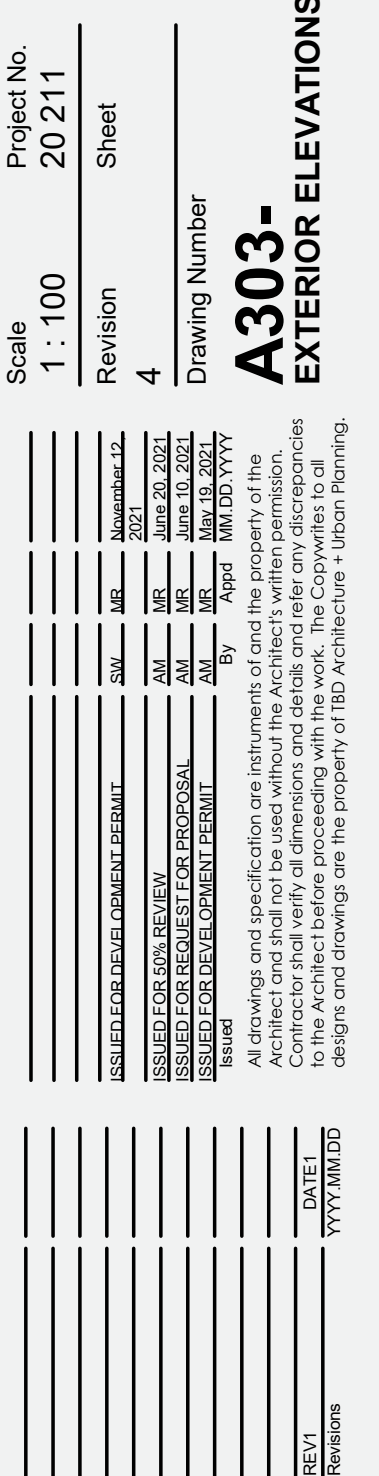 Scale
Project No.
1 : 100
20 211
Revision
Sheet
4
Drawing Number
A303-
EXTERIOR ELEVATIONS
ISSUED FOR DEVELOPMENT PERMIT SW MR November 12,
2021
ISSUED FOR 50% REVIEW AM MR June 20, 2021
ISSUED FOR REQUEST FOR PROPOSAL AM MR June 10, 2021
ISSUED FOR DEVELOPMENT PERMIT AM MR May 19, 2021
Issued By Appd MM.DD.YYYY
All drawings and specification are instruments of and the property of the
Architect and shall not be used without the Architect's written permission.
Contractor shall verify all dimensions and details and refer any discrepancies
to the Architect before proceeding with the work. The Copywrites to all
designs and drawings are the property of TBD Architecture + Urban Planning.
REV1 DATE1
Revisions YYYY.MM.DD